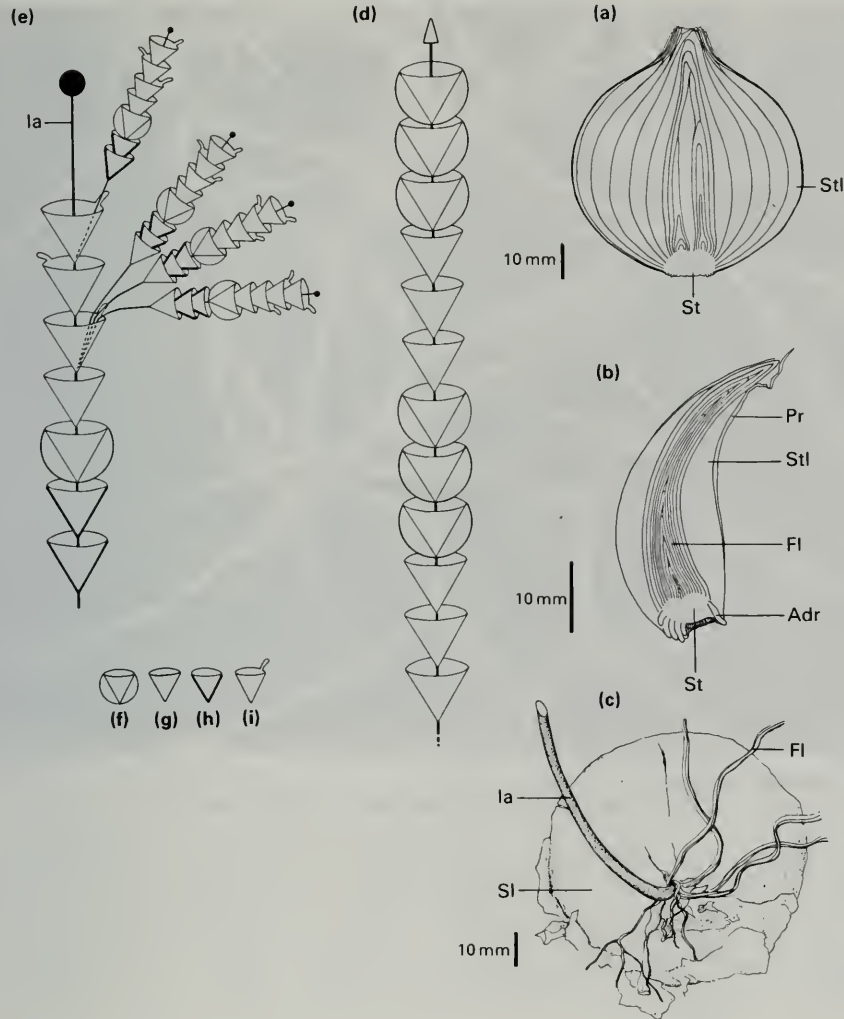 (e)
Ia
(f)
(g)
(h)
(i)
(d)
(a)
Stl
10 mm
St
(b)
Pr
Stl
Fl
Adr
10 mm
St
(c)
Fl
Ia
Sl
10 mm